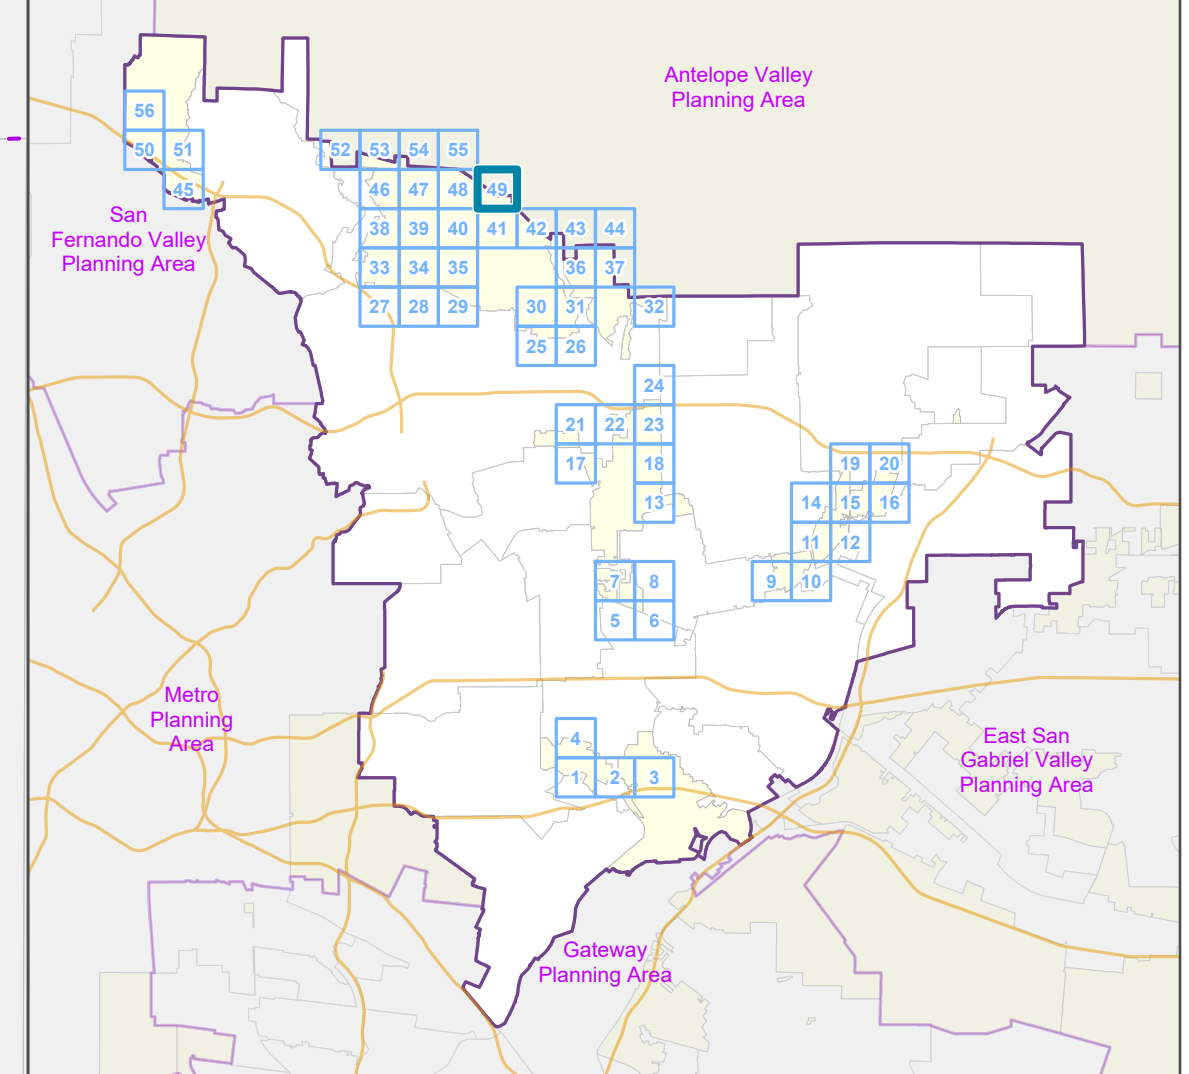 Antelope Valley
Planning Area
56
50 51
52 53 54 55
45
46 47 48 49
San
Fernando Valley
Planning Area
38 39 40 41 42 43 44
33 34 35
36 37
27 28 29
30 31
32
25 26
24
21 22 23
17
18
19 20
13
14 15 16
11 12
7 8
9 10
5 6
Metro
Planning
Area
4
East San
Gabriel Valley
Planning Area
1 2 3
Gateway
Planning Area